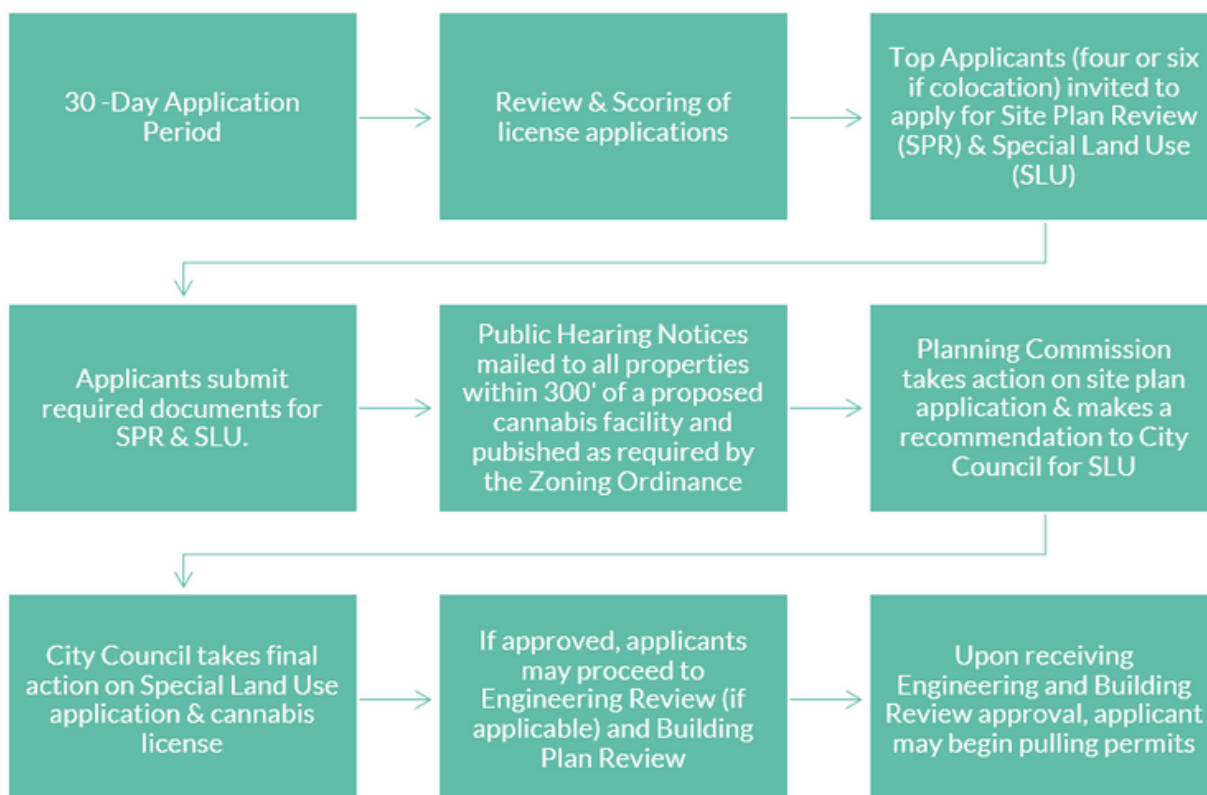 30 -Day Application
Period
Review & Scoring of
license applications
Top Applicants (four or six
if colocation) invited to
apply for Site Plan Review
(SPR) & Special Land Use
(SLU)
Applicants submit
required documents for
SPR & SLU.
Public Hearing Notices
mailed to all properties
within 300' of a proposed
cannabis facility and
pubished as required by
the Zoning Ordinance
Planning Commission
takes action on site plan
application & makes a
recommendation to City
Council for SLU
City Council takes final
action on Special Land Use
application & cannabis
license
If approved, applicants
may proceed to
Engineering Review (if
applicable) and Building
Plan Review
Upon receiving
Engineering and Building
Review approval, applicant
may begin pulling permits